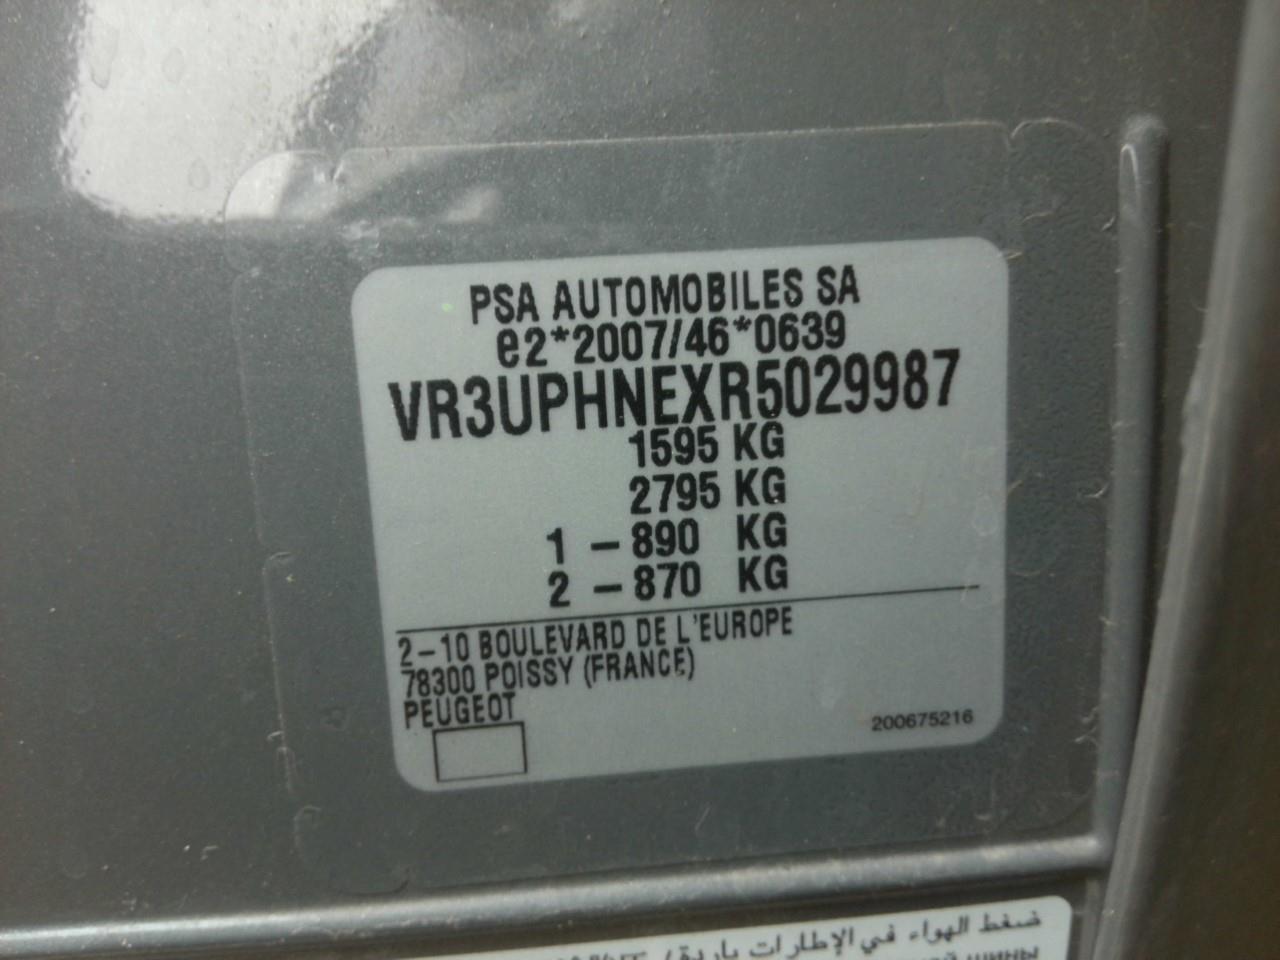 PSA AUTOMOBILES SA
e2*2007/46*0639
VR3UPHNEXR5029987
1595 KG
2795 KG
1 – 890 KG
2 – 870 KG
2–10 BOULEVARD DE L'EUROPE
78300 POISSY (FRANCE)
PEUGEOT
200675216
ضغط الهواء في الإطارات باردة /